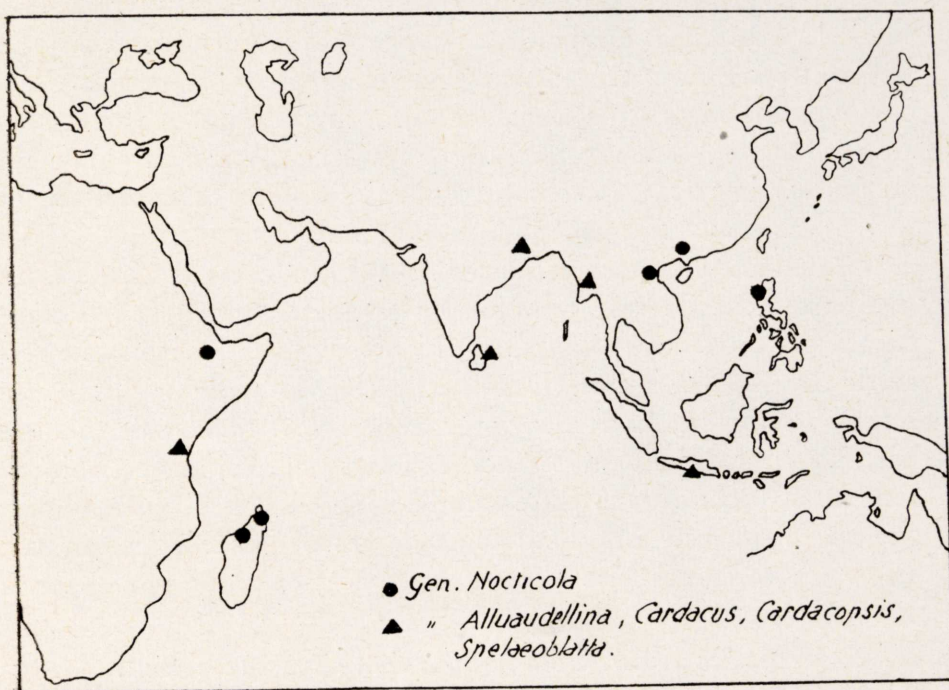 Gen. Nocticola
" Alluaudellina, Cardacus, Cardacopsis,
Spelaeoblatta.